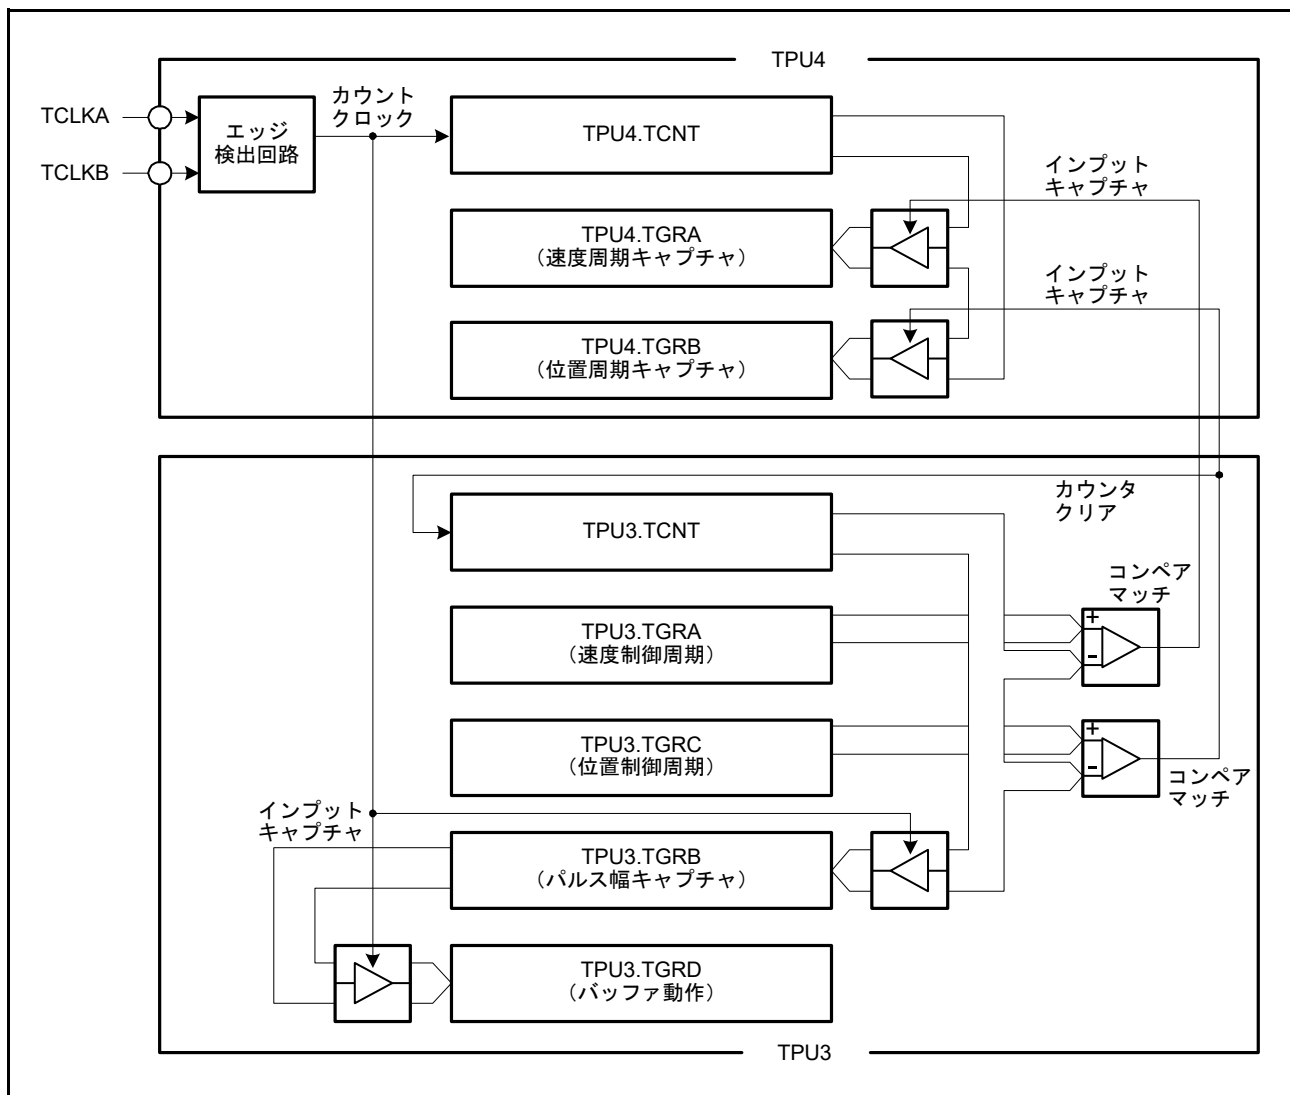 TPU4
TCLKA
TCLKB
エッジ
検出回路
カウント
クロック
TPU4.TCNT
インプット
キャプチャ
TPU4.TGRA
（速度周期キャプチャ）
インプット
キャプチャ
TPU4.TGRB
（位置周期キャプチャ）
カウンタ
クリア
TPU3.TCNT
コンペア
マッチ
+
-
TPU3.TGRA
（速度制御周期）
TPU3.TGRC
（位置制御周期）
+
-
コンペア
マッチ
インプット
キャプチャ
TPU3.TGRB
（パルス幅キャプチャ）
TPU3.TGRD
（バッファ動作）
TPU3